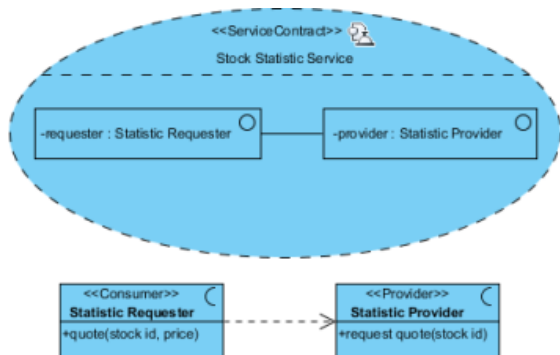 <<ServiceContract>>
Stock Statistic Service
-requester : Statistic Requester
-provider : Statistic Provider
<<Consumer>>
Statistic Requester
+quote(stock id, price)
<<Provider>>
Statistic Provider
+request quote(stock id)